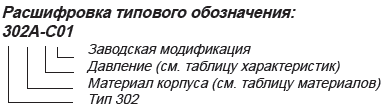 Расшифровка типового обозначения:
302А-С01
Заводская модификация
Давление (см. таблицу характеристик)
Материал корпуса (см. таблицу материалов)
Тип 302